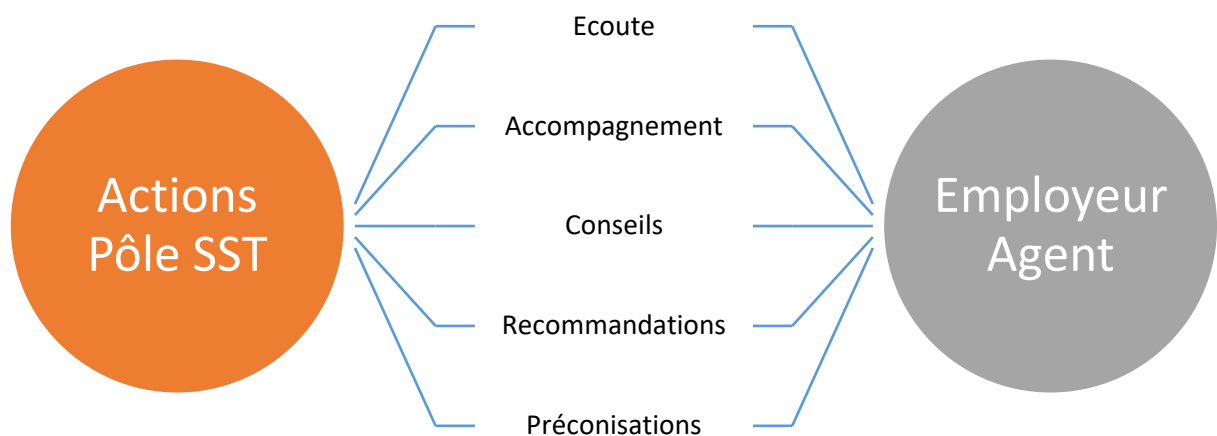 Actions
Pôle SST
Ecoute
Accompagnement
Conseils
Recommandations
Préconisations
Employeur
Agent